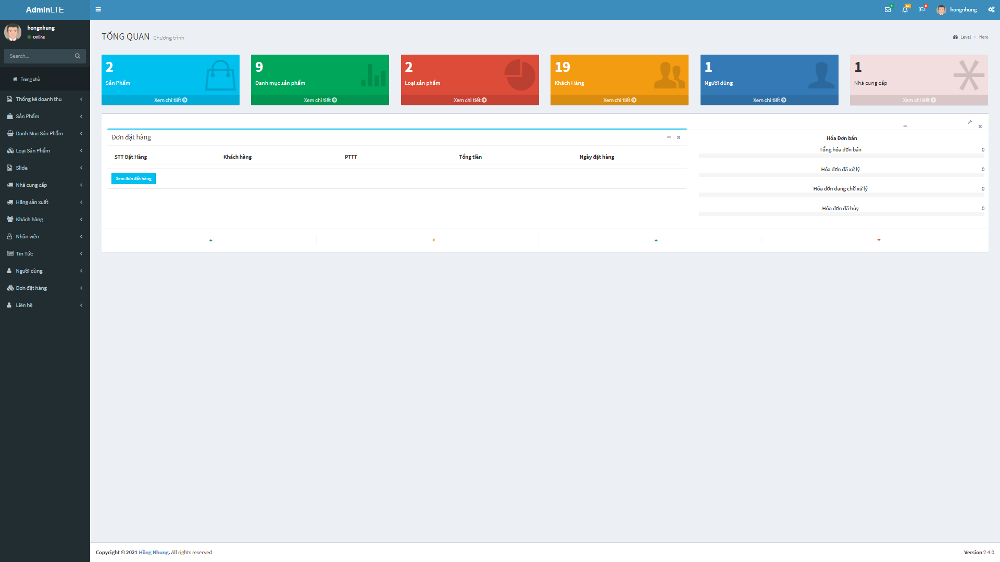 AdminLTE
4
10
9
hongnhung
hongnhung
Online
Search...
Trang chủ
Thống kê doanh thu
Sản Phẩm
Danh Mục Sản Phẩm
Loại Sản Phẩm
Slide
Nhà cung cấp
Hãng sản xuất
Khách hàng
Nhân viên
Tin Tức
Người dùng
Đơn đặt hàng
Liên hệ
TỔNG QUAN Chương trình
Level > Here
2
Sản Phẩm
Xem chi tiết
9
Danh mục sản phẩm
Xem chi tiết
2
Loại sản phẩm
Xem chi tiết
19
Khách Hàng
Xem chi tiết
1
Người dùng
Xem chi tiết
1
Nhà cung cấp
Xem chi tiết
Đơn đặt hàng
STT Đặt Hàng Khách hàng PTTT Tổng tiền Ngày đặt hàng
Xem đơn đặt hàng
Hóa Đơn bán
Tổng hóa đơn bán 0
Hóa đơn đã xử lý 0
Hóa đơn đang chờ xử lý 0
Hóa đơn đã hủy 0
Copyright © 2021 Hồng Nhung. All rights reserved.
Version 2.4.0